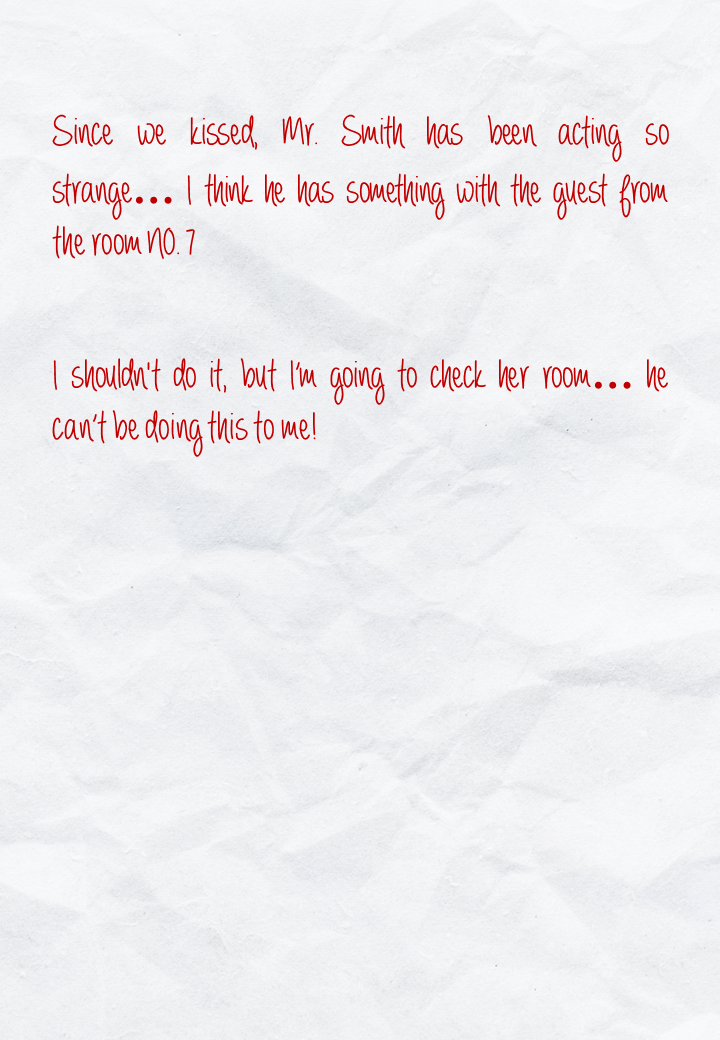 Since we kissed, Mr. Smith has been acting so
strange... I think he has something with the guest from
the room NO. 7
I shouldn't do it, but I'm going to check her room... he
can't be doing this to me!